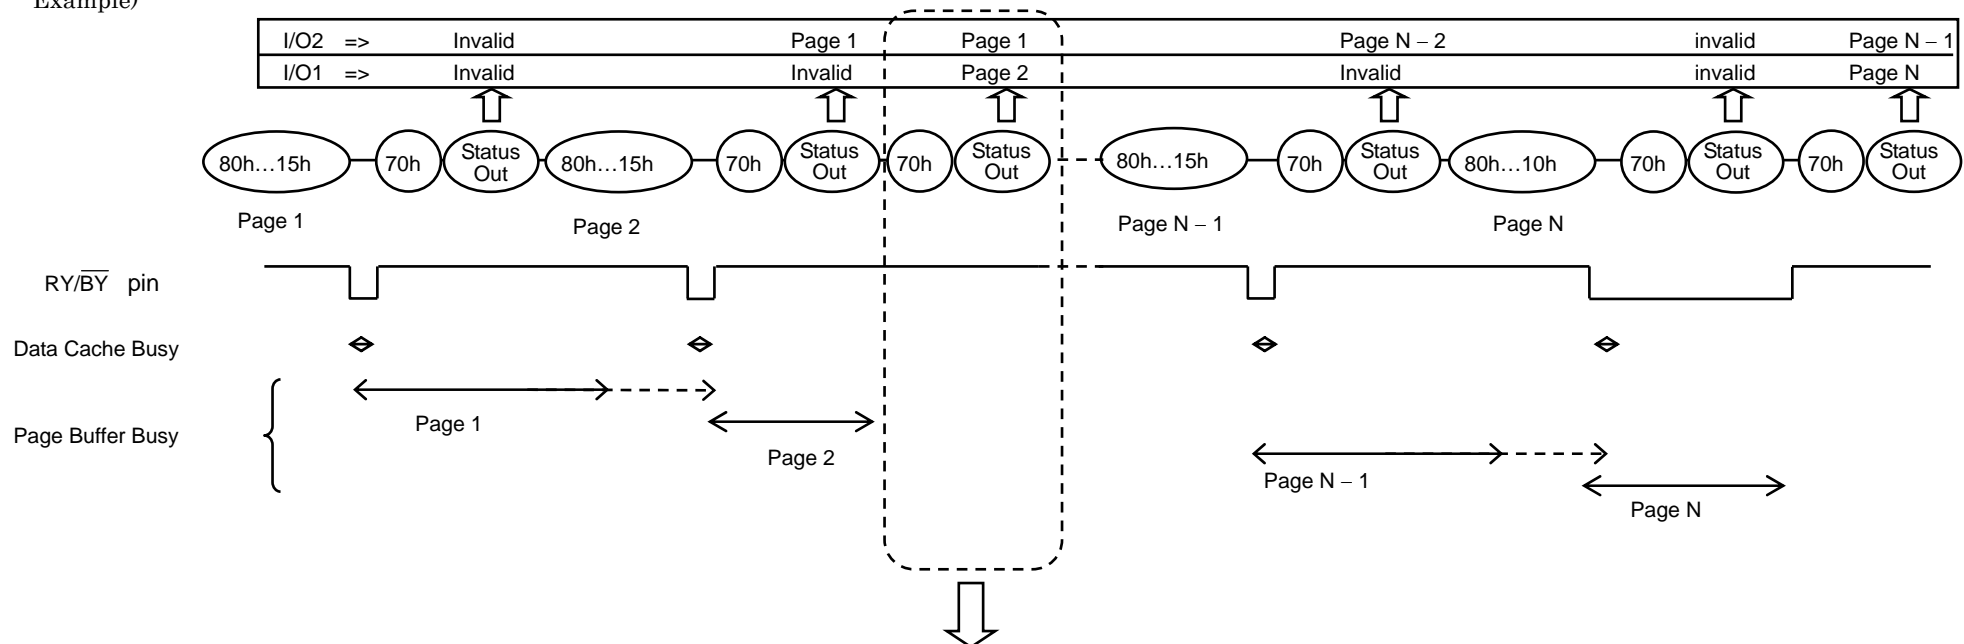 Example)
I/O2 => Invalid Page 1 Page 1 Page N – 2 invalid Page N – 1
I/O1 => Invalid Invalid Page 2 Invalid invalid Page N
80h…15h 70h Status Out 80h…15h 70h Status Out 70h Status Out 80h…15h 70h Status Out 80h…10h 70h Status Out 70h Status Out
Page 1 Page 2 Page N – 1 Page N
RY/B̅Y̅ pin
Data Cache Busy
Page 1
Page Buffer Busy
Page 2
Page N – 1
Page N